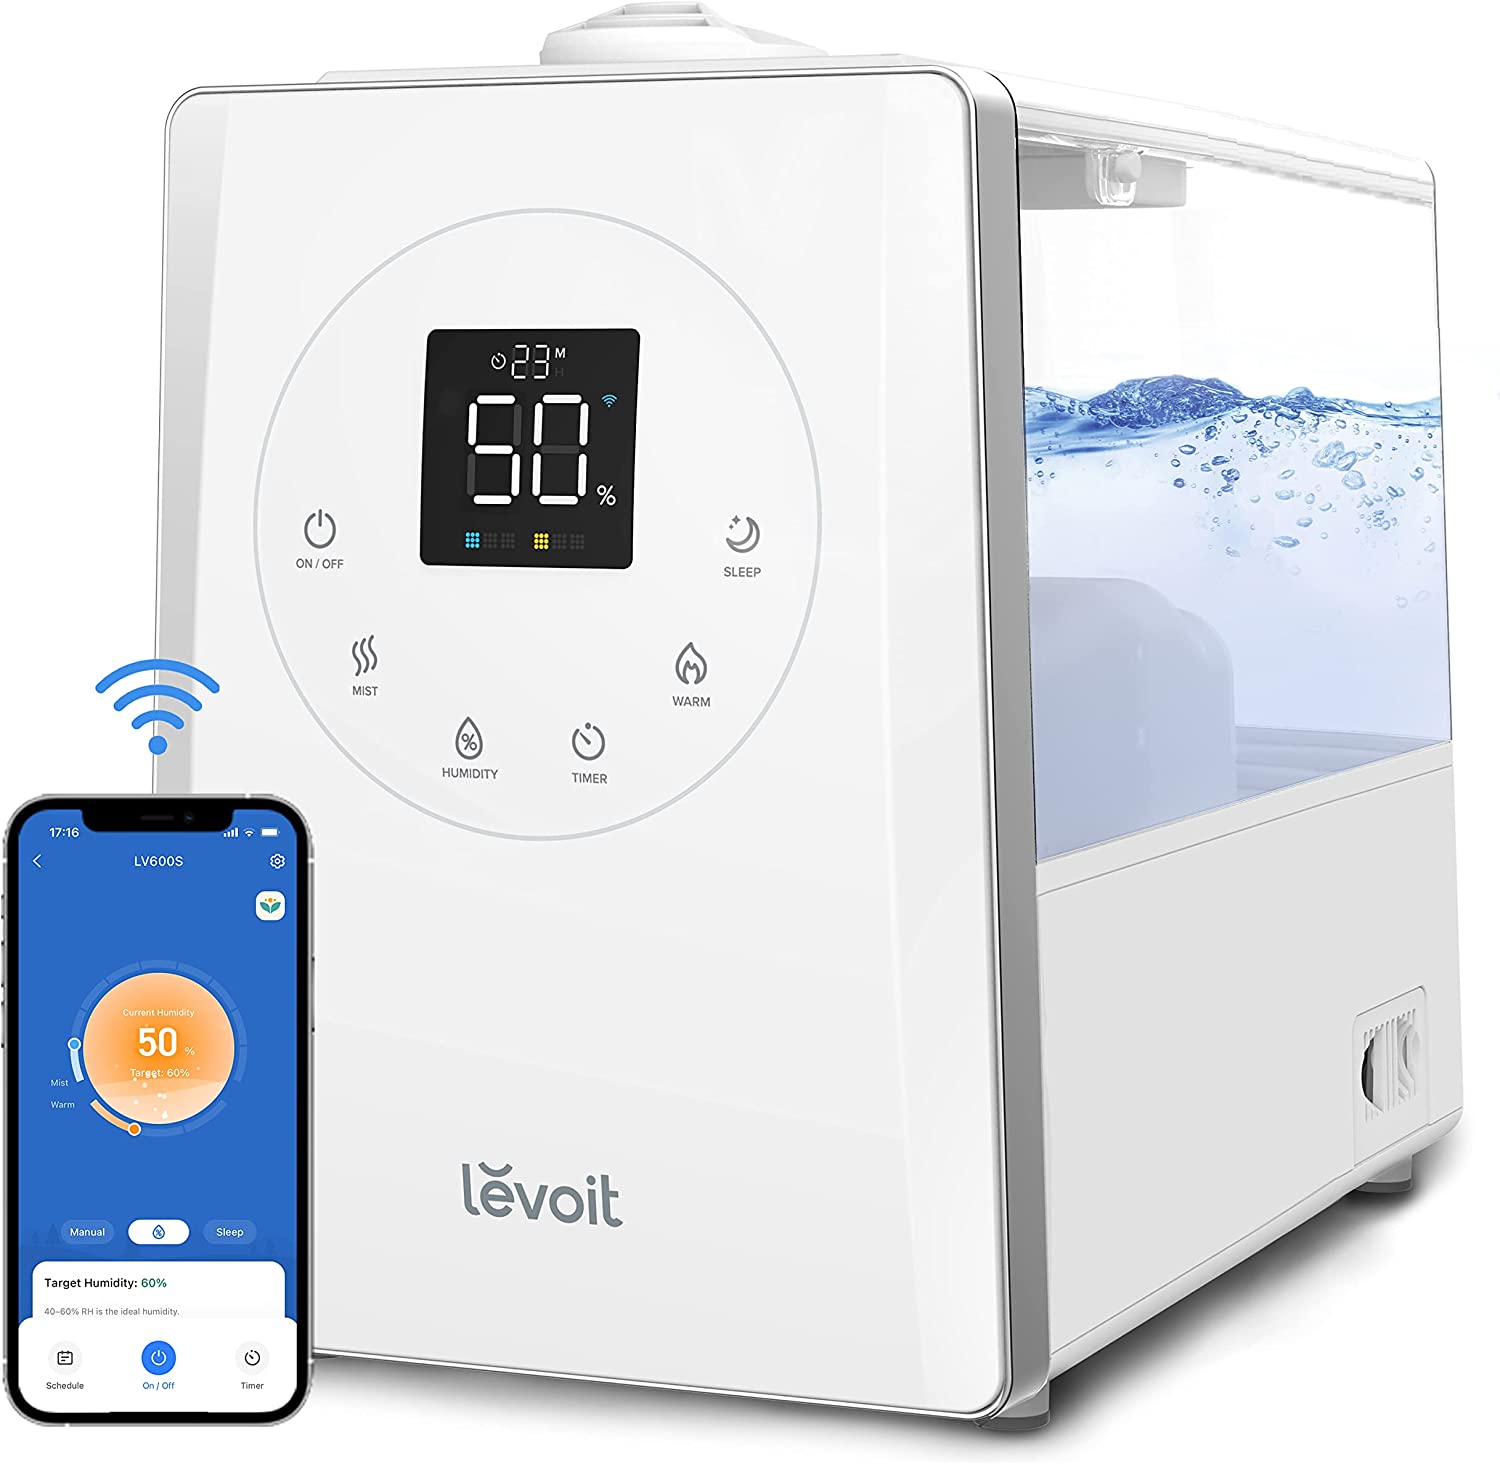 23 M
H
50 %
ON / OFF
SLEEP
MIST
WARM
HUMIDITY
TIMER
levoit
17:16
LV600S
Current Humidity
50 %
Target: 60%
Mist
Warm
Manual
%
Sleep
Target Humidity: 60%
40-60% RH is the ideal humidity.
Schedule
On / Off
Timer